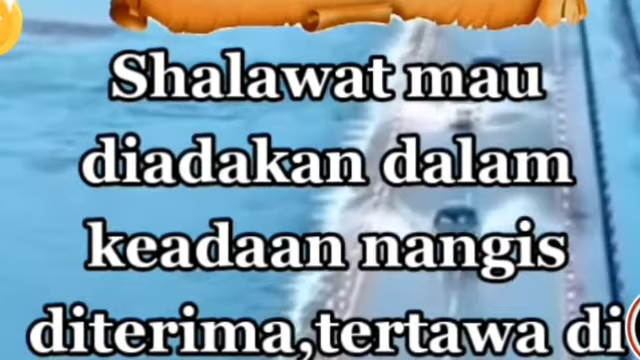 Shalawat mau
diadakan dalam
keadaan nangis
diterima,tertawa di